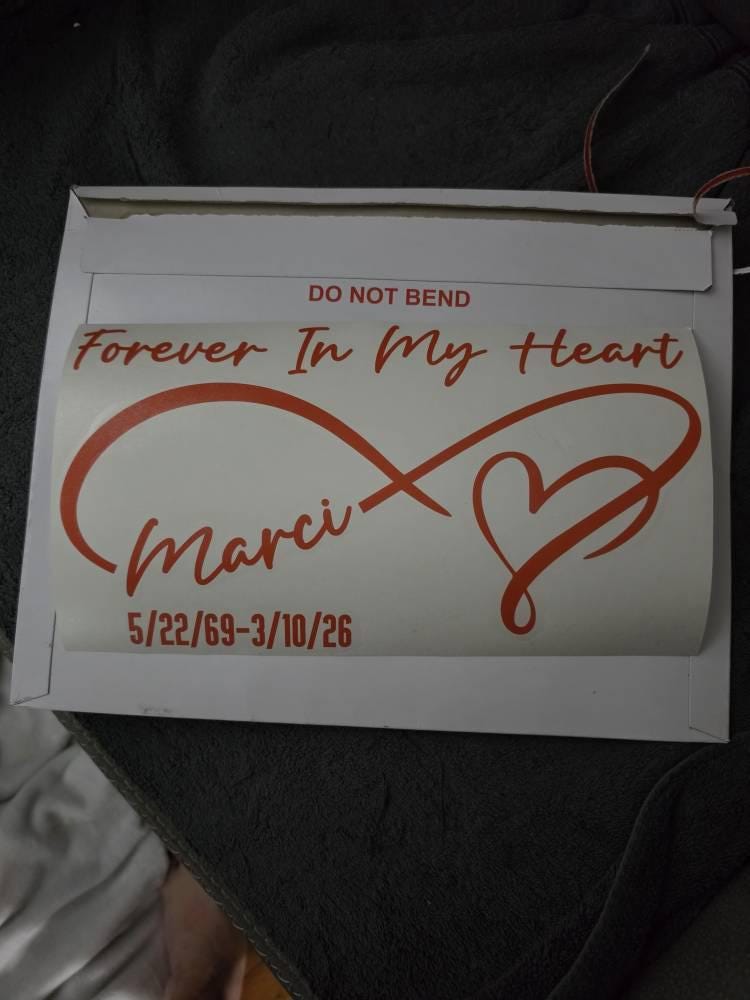 DO NOT BEND
Forever In My Heart
Marci
5/22/69-3/10/26